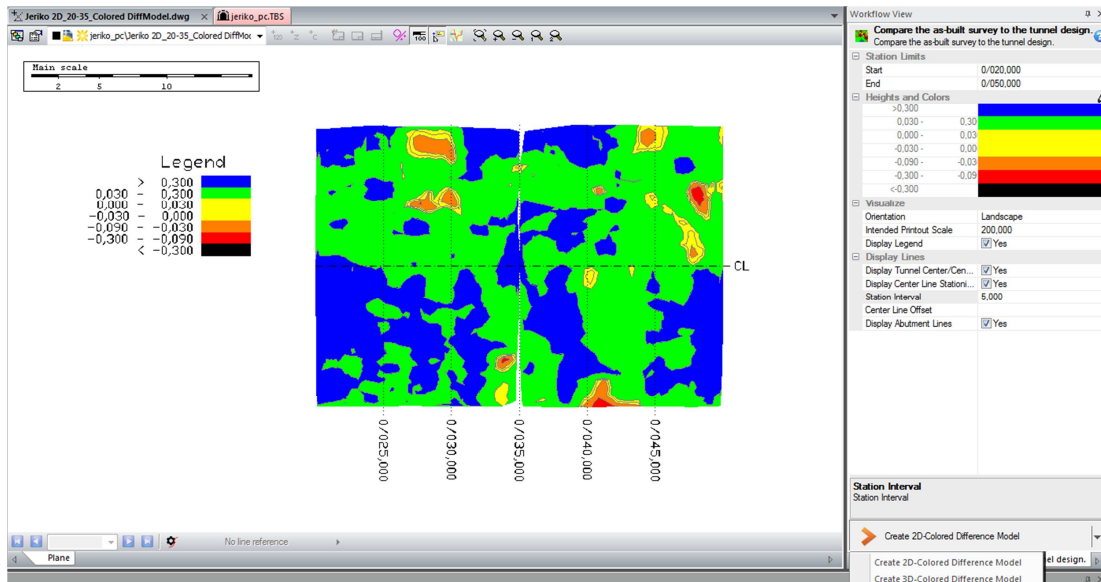 Jeriko 2D_20-35_Colored DiffModel.dwg
jeriko_pc.TBS
jeriko_pc\Jeriko 2D_20-35_Colored DiffMoc
Main scale
2 5 10
Legend
> 0,300
0,030 - 0,300
0,000 - 0,030
-0,030 - 0,000
-0,090 - -0,030
-0,300 - -0,090
< -0,300
CL
0/025,000
0/030,000
0/035,000
0/040,000
0/045,000
No line reference
Plane
Workflow View
Compare the as-built survey to the tunnel design.
Compare the as-built survey to the tunnel design.
Station Limits
Start 0/020,000
End 0/050,000
Heights and Colors
>0,300
0,030 - 0,30
0,000 - 0,03
-0,030 - 0,00
-0,090 - -0,03
-0,300 - -0,09
<-0,300
Visualize
Orientation Landscape
Intended Printout Scale 200,000
Display Legend Yes
Display Lines
Display Tunnel Center/Cen... Yes
Display Center Line Stationi... Yes
Station Interval 5,000
Center Line Offset
Display Abutment Lines Yes
Station Interval
Station Interval
Create 2D-Colored Difference Model
Create 2D-Colored Difference Model
el design.
Create 3D-Colored Difference Model